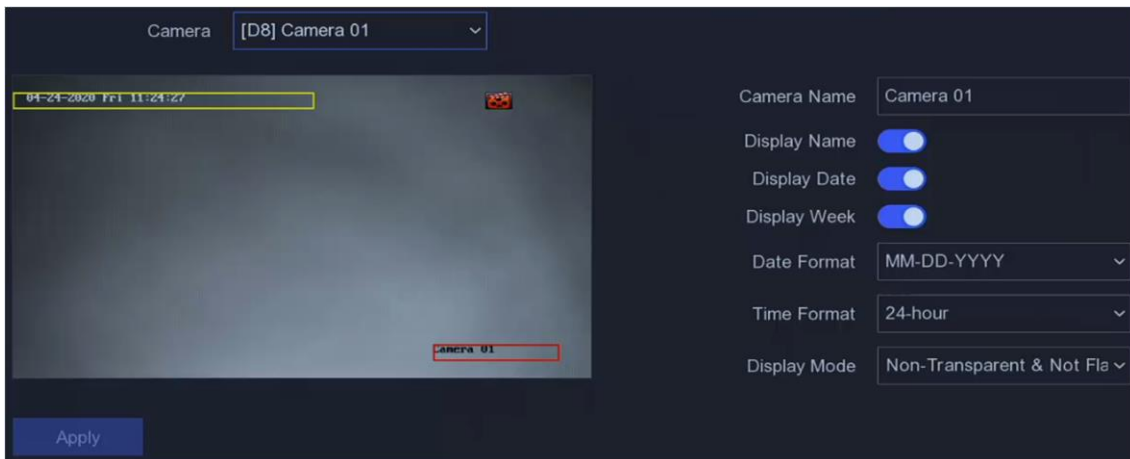 Camera [D8] Camera 01
04-24-2020 Fri 11:24:27
Camera 01
Camera Name Camera 01
Display Name
Display Date
Display Week
Date Format MM-DD-YYYY
Time Format 24-hour
Display Mode Non-Transparent & Not Fla
Apply